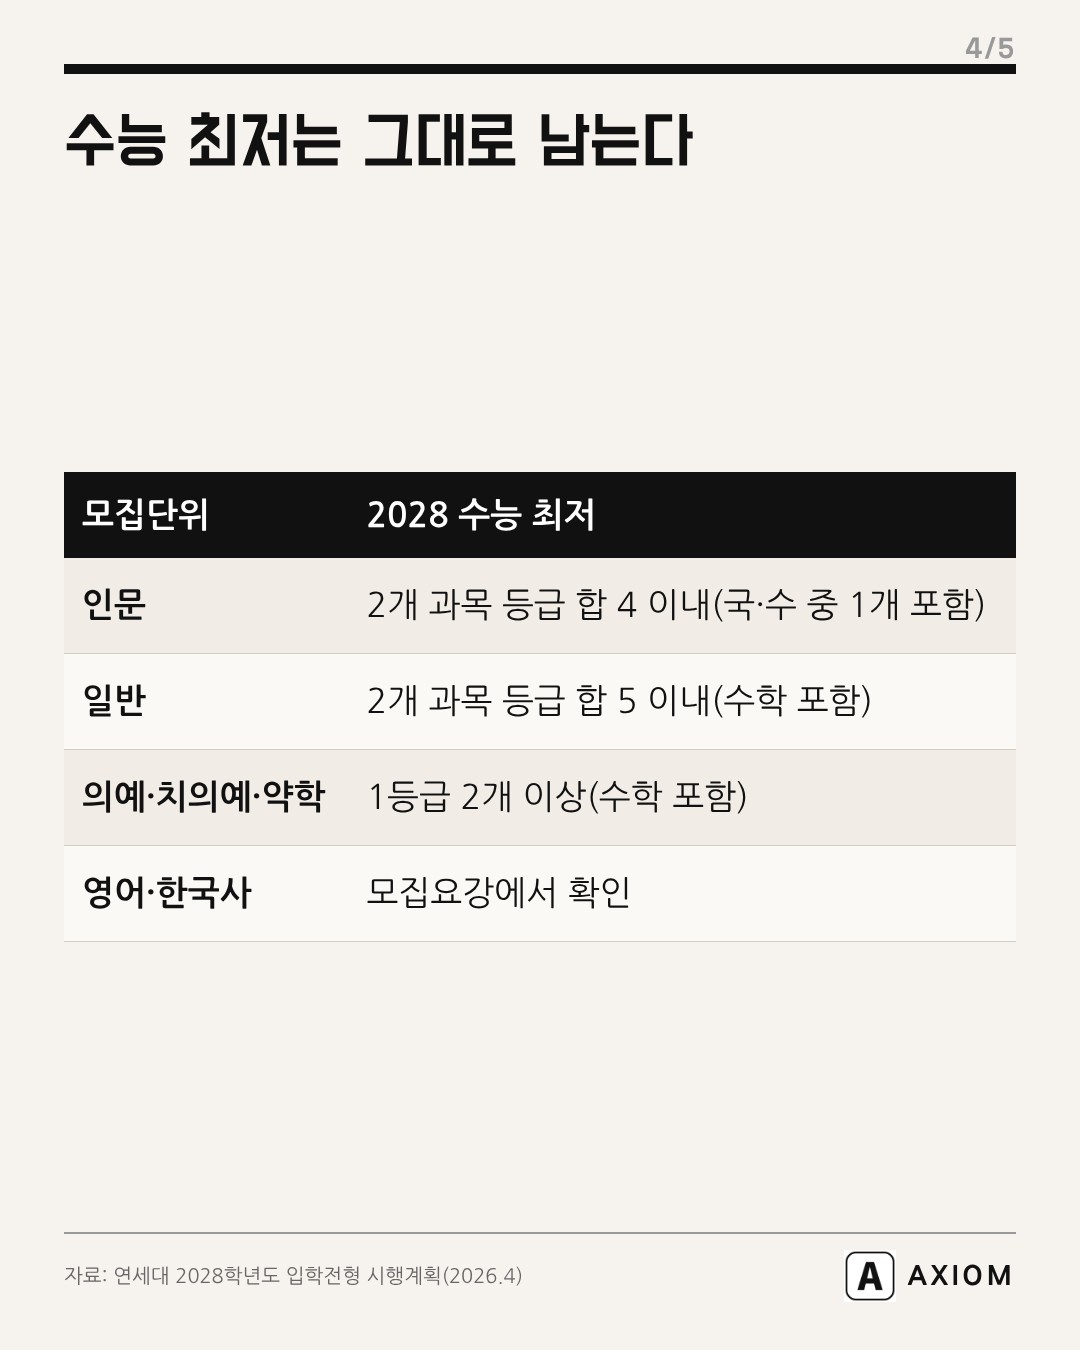 4/5
수능 최저는 그대로 남는다
모집단위 2028 수능 최저
인문 2개 과목 등급 합 4 이내(국·수 중 1개 포함)
일반 2개 과목 등급 합 5 이내(수학 포함)
의예·치의예·약학 1등급 2개 이상(수학 포함)
영어·한국사 모집요강에서 확인
자료: 연세대 2028학년도 입학전형 시행계획(2026.4)
A AXIOM